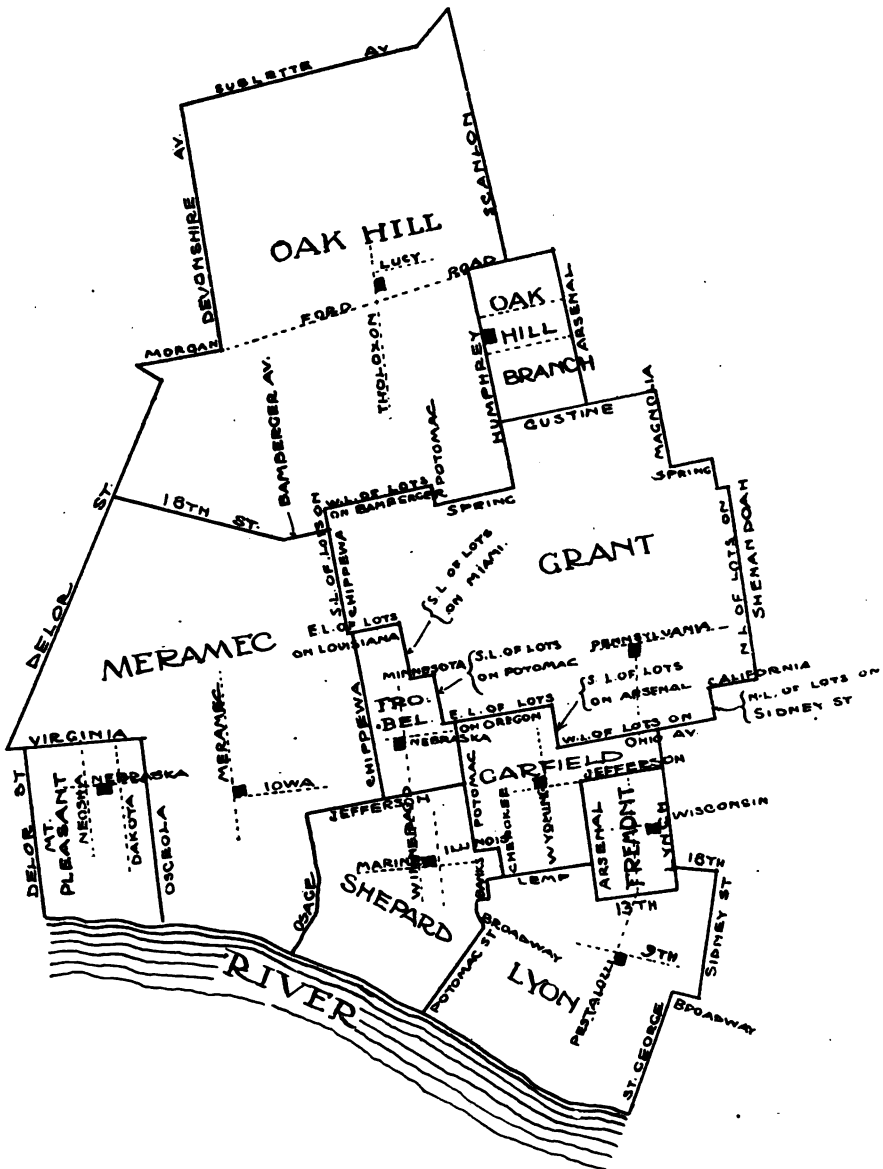 SUBLETTE AV
DEVONSHIRE AV.
SCANLON
OAK HILL
LUCY
FORD ROAD
MORGAN
THOLOXON
OAK
HILL
BRANCH
ARSENAL
HUMPHREY
GUSTINE
MAGNOLIA
SPRING
BAMBERGER AV.
POTOMAC
W.L. OF LOTS
ON BAMBERGER
SPRING
DELOR ST.
18TH ST.
S.L. OF LOTS ON
CHIPPEWA
S.L. OF LOTS
ON MIAMI.
GRANT
N.L. OF LOTS ON
SHENANDOAH
E.L. OF LOTS
ON LOUISIANA
MERAMEC
MINNESOTA
S.L. OF LOTS
ON POTOMAC
PENNSYLVANIA
S.L. OF LOTS
ON ARSENAL
CALIFORNIA
N.L. OF LOTS ON
SIDNEY ST
FRO.
BEL.
E.L. OF LOTS
ON OREGON
W.L. OF LOTS ON
OHIO AV.
CHIPPEWA
NEBRASKA
VIRGINIA
MERAMEC
IOWA
DELOR ST
MT.
PLEASANT
NEOSHA
NEBRASKA
DAKOTA
OSCEOLA
POTOMAC
GARFIELD
JEFFERSON
CHEROKEE
WYOMING
ARSENAL
FREMONT
LYNCH
WISCONSIN
JEFFERSON
MARINE
WINNEBAGO
ILLINOIS
SHEPARD
OSAGE
BANKS
LEMP
13TH
18TH
SIDNEY ST
BROADWAY
POTOMAC ST
LYON
9TH
PESTALOZZI
BROADWAY
ST. GEORGE
RIVER